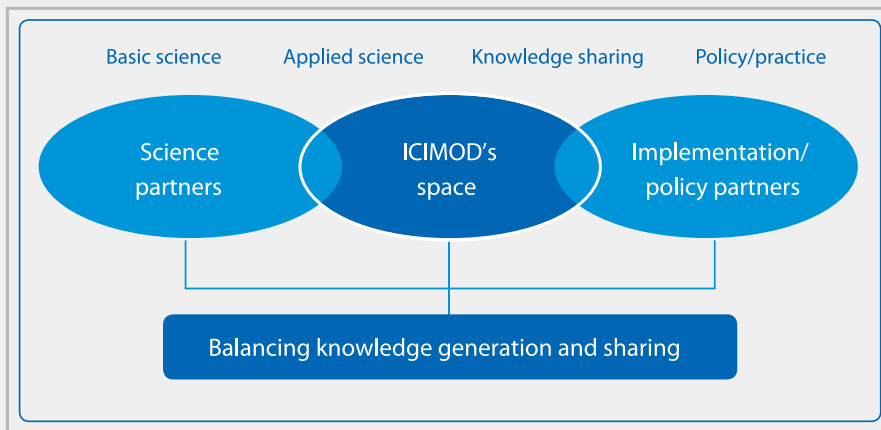 Basic science Applied science Knowledge sharing Policy/practice
Science
partners
ICIMOD's
space
Implementation/
policy partners
Balancing knowledge generation and sharing